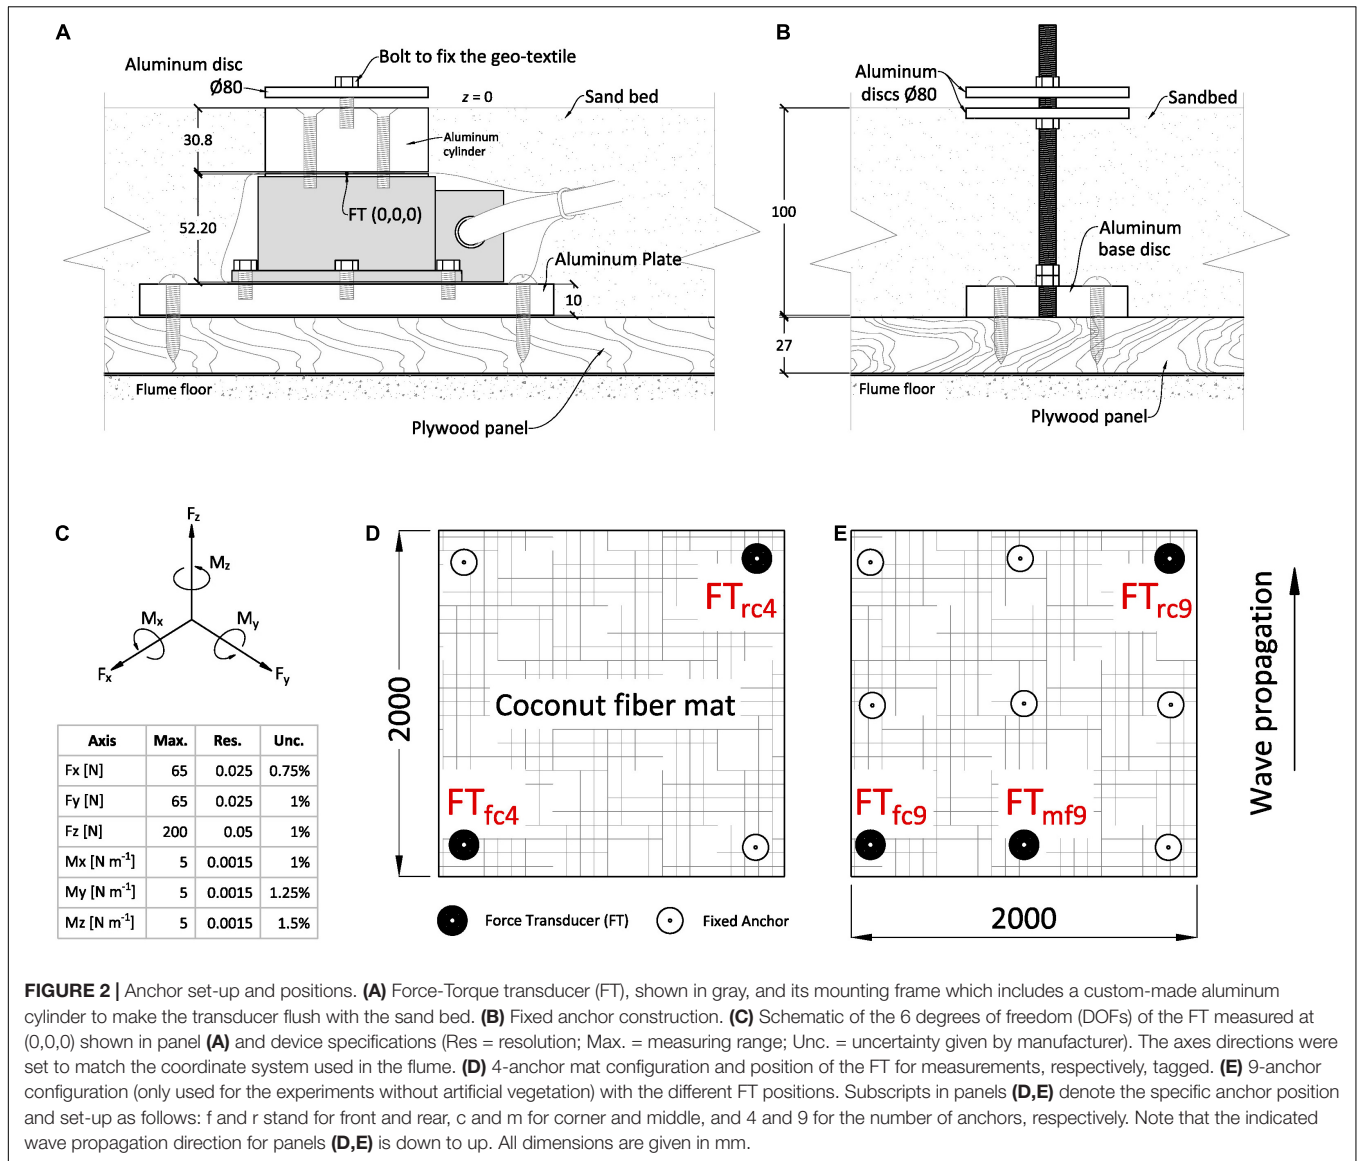 A
Aluminum disc
Ø80
Bolt to fix the geo-textile
z = 0
Sand bed
30.8
Aluminum
cylinder
FT (0,0,0)
52.20
Aluminum Plate
10
Flume floor
Plywood panel
B
Aluminum
discs Ø80
Sandbed
100
Aluminum
base disc
27
Flume floor
Plywood panel
C
Fz
Mz
Mx
My
Fx
Fy
Axis Max. Res. Unc.
Fx [N] 65 0.025 0.75%
Fy [N] 65 0.025 1%
Fz [N] 200 0.05 1%
Mx [N m⁻¹] 5 0.0015 1%
My [N m⁻¹] 5 0.0015 1.25%
Mz [N m⁻¹] 5 0.0015 1.5%
D
2000
FTrc4
Coconut fiber mat
FTfc4
E
FTrc9
FTfc9
FTmf9
2000
Wave propagation
Force Transducer (FT)
Fixed Anchor
FIGURE 2 | Anchor set-up and positions. (A) Force-Torque transducer (FT), shown in gray, and its mounting frame which includes a custom-made aluminum
cylinder to make the transducer flush with the sand bed. (B) Fixed anchor construction. (C) Schematic of the 6 degrees of freedom (DOFs) of the FT measured at
(0,0,0) shown in panel (A) and device specifications (Res = resolution; Max. = measuring range; Unc. = uncertainty given by manufacturer). The axes directions were
set to match the coordinate system used in the flume. (D) 4-anchor mat configuration and position of the FT for measurements, respectively, tagged. (E) 9-anchor
configuration (only used for the experiments without artificial vegetation) with the different FT positions. Subscripts in panels (D,E) denote the specific anchor position
and set-up as follows: f and r stand for front and rear, c and m for corner and middle, and 4 and 9 for the number of anchors, respectively. Note that the indicated
wave propagation direction for panels (D,E) is down to up. All dimensions are given in mm.